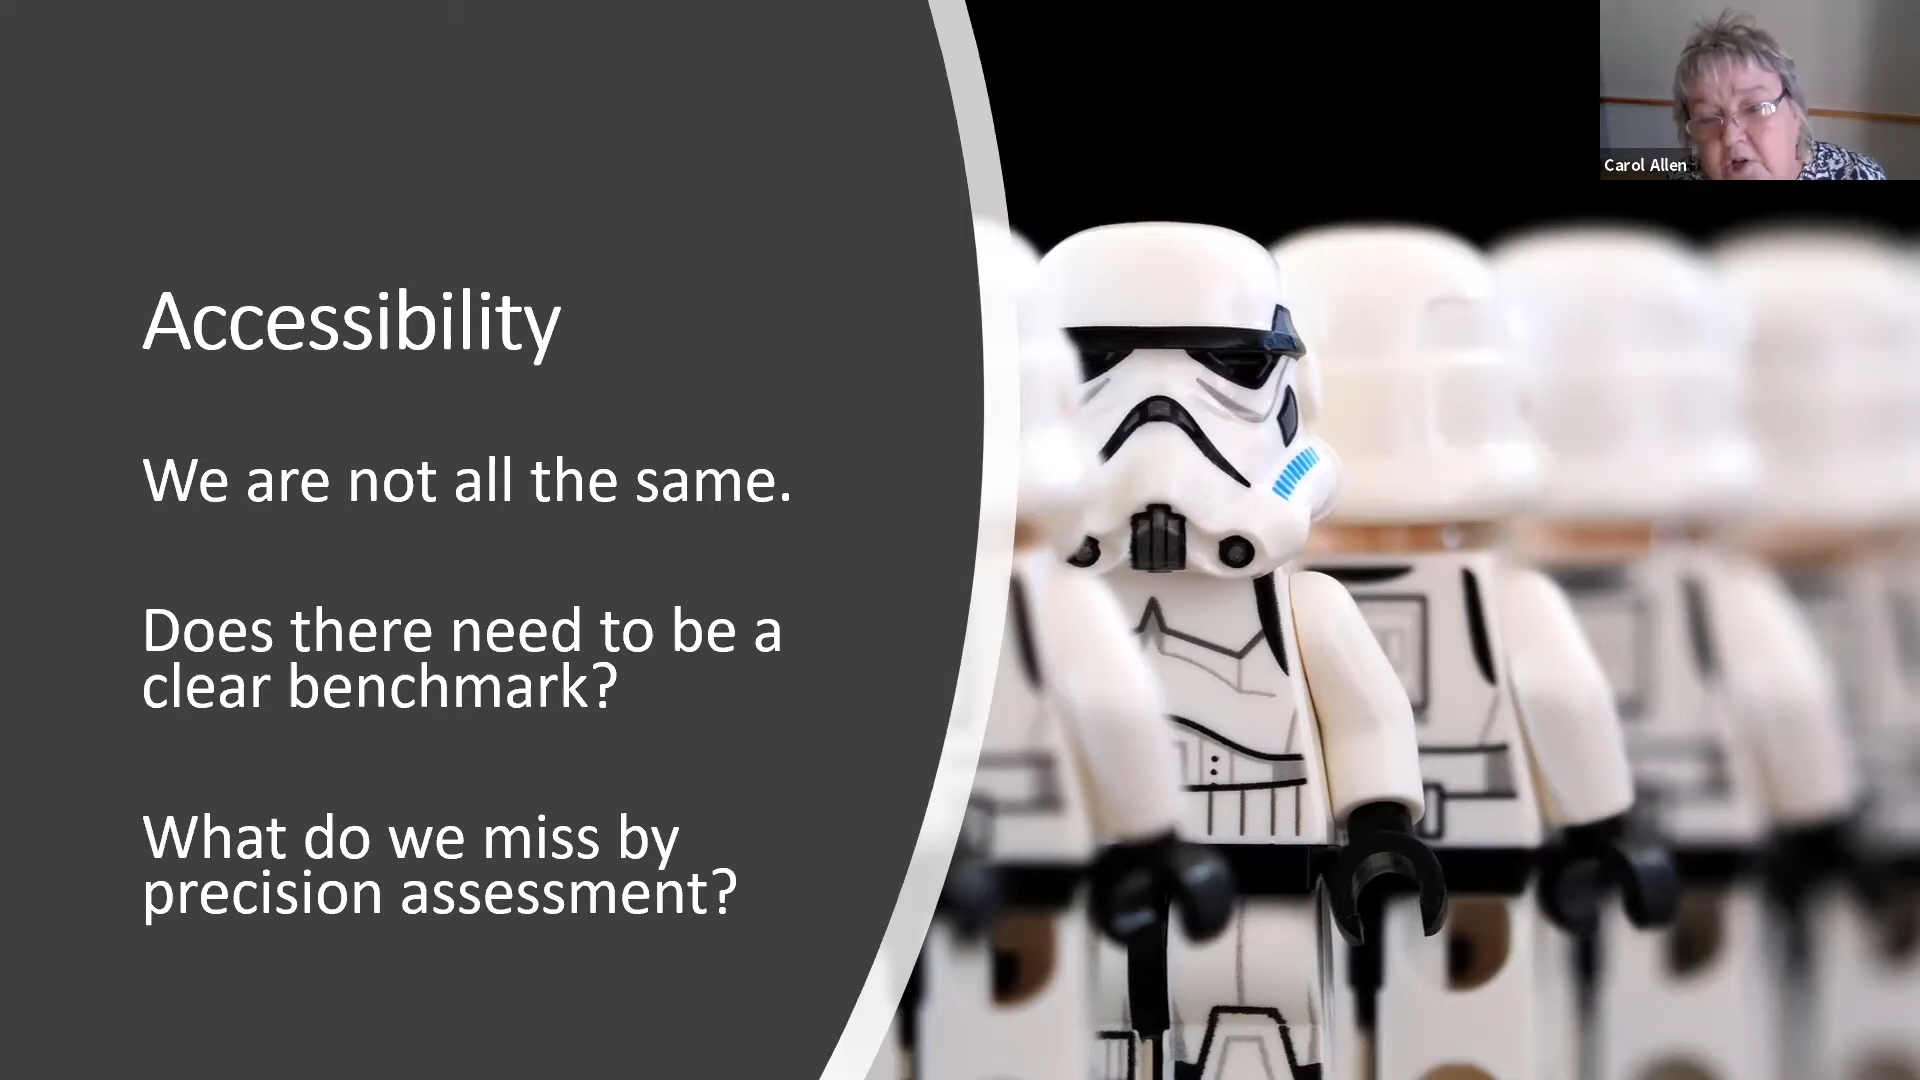 Carol Allen
Accessibility
We are not all the same.
Does there need to be a
clear benchmark?
What do we miss by
precision assessment?